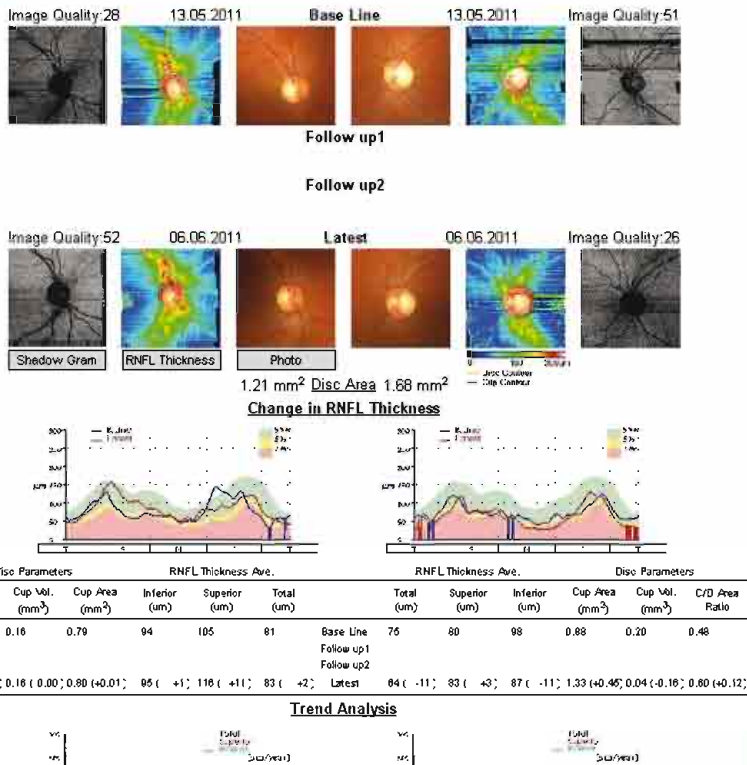 Image Quality:28 13.05.2011 Base Line 13.05.2011 Image Quality:51
Follow up1
Follow up2
Image Quality:52 06.06.2011 Latest 06.06.2011 Image Quality:26
Shadow Gram RNFL Thickness Photo
Disc Contour
Cup Contour
1.21 mm² Disc Area 1.68 mm²
Change in RNFL Thickness
Disc Parameters RNFL Thickness Ave. RNFL Thickness Ave. Disc Parameters
Cup Vol. Cup Area Inferior Superior Total Total Superior Inferior Cup Area Cup Vol. C/D Area
(mm³) (mm²) (um) (um) (um) (um) (um) (um) (mm²) (mm³) Ratio
0.16 0.79 94 105 81 Base Line 75 80 98 0.88 0.20 0.48
Follow up1
Follow up2
) 0.16 ( 0.00) 0.80 (+0.01) 95 ( +1) 116 ( +11) 83 ( +2) Latest 64 ( -11) 83 ( +3) 87 ( -11) 1.33 (+0.45) 0.04 (-0.16) 0.60 (+0.12)
Trend Analysis